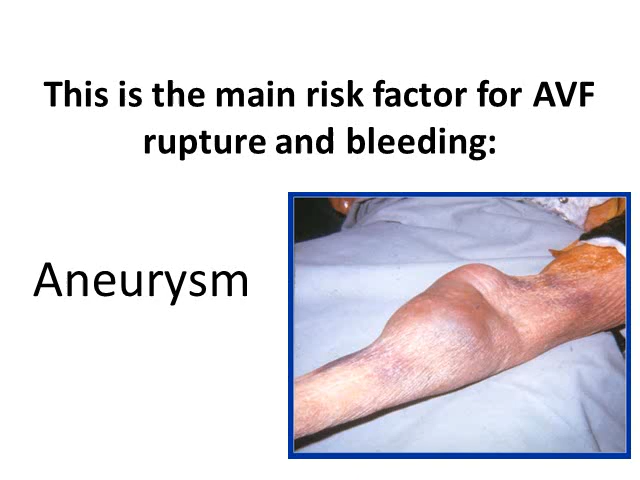 This is the main risk factor for AVF
rupture and bleeding:
Aneurysm